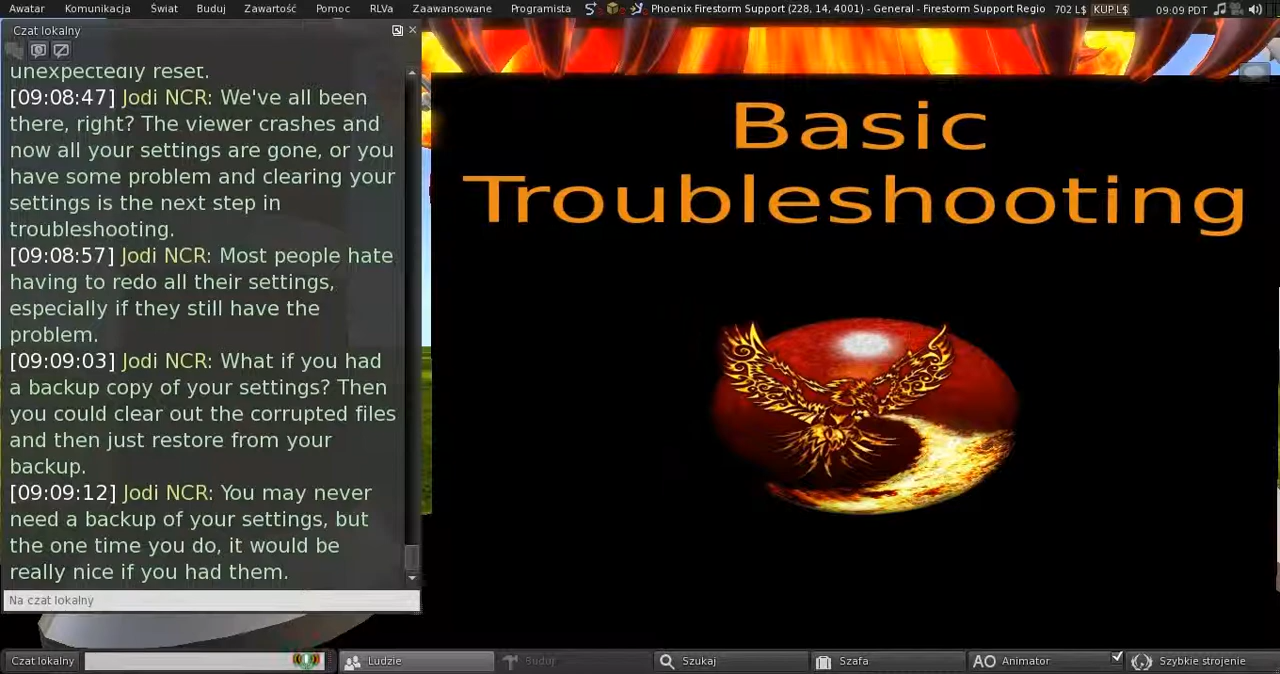 Awatar Komunikacja Świat Buduj Zawartość Pomoc RLVa Zaawansowane Programista Phoenix Firestorm Support (228, 14, 4001) - General - Firestorm Support Regio 702 L$ KUP L$ 09:09 PDT
Czat lokalny
unexpectedly reset.
[09:08:47] Jodi NCR: We've all been
there, right? The viewer crashes and
now all your settings are gone, or you
have some problem and clearing your
settings is the next step in
troubleshooting.
[09:08:57] Jodi NCR: Most people hate
having to redo all their settings,
especially if they still have the
problem.
[09:09:03] Jodi NCR: What if you had
a backup copy of your settings? Then
you could clear out the corrupted files
and then just restore from your
backup.
[09:09:12] Jodi NCR: You may never
need a backup of your settings, but
the one time you do, it would be
really nice if you had them.
Na czat lokalny
Basic
Troubleshooting
Czat lokalny Ludzie Buduj Szukaj Szafa AO Animator Szybkie strojenie